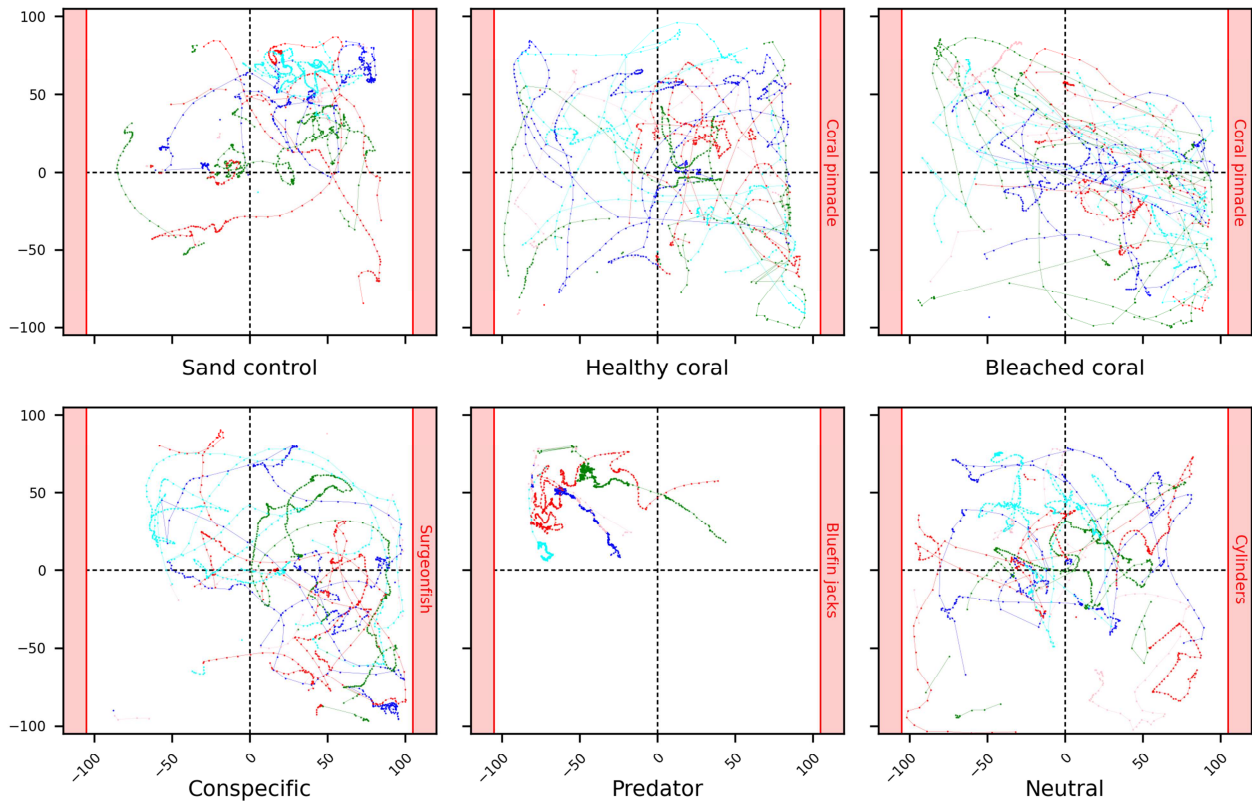 100
50
0
−50
−100
Coral pinnacle
Coral pinnacle
Sand control
Healthy coral
Bleached coral
100
50
0
−50
−100
Surgeonfish
Bluefin jacks
Cylinders
−100
−50
0
50
100
−100
−50
0
50
100
−100
−50
0
50
100
Conspecific
Predator
Neutral